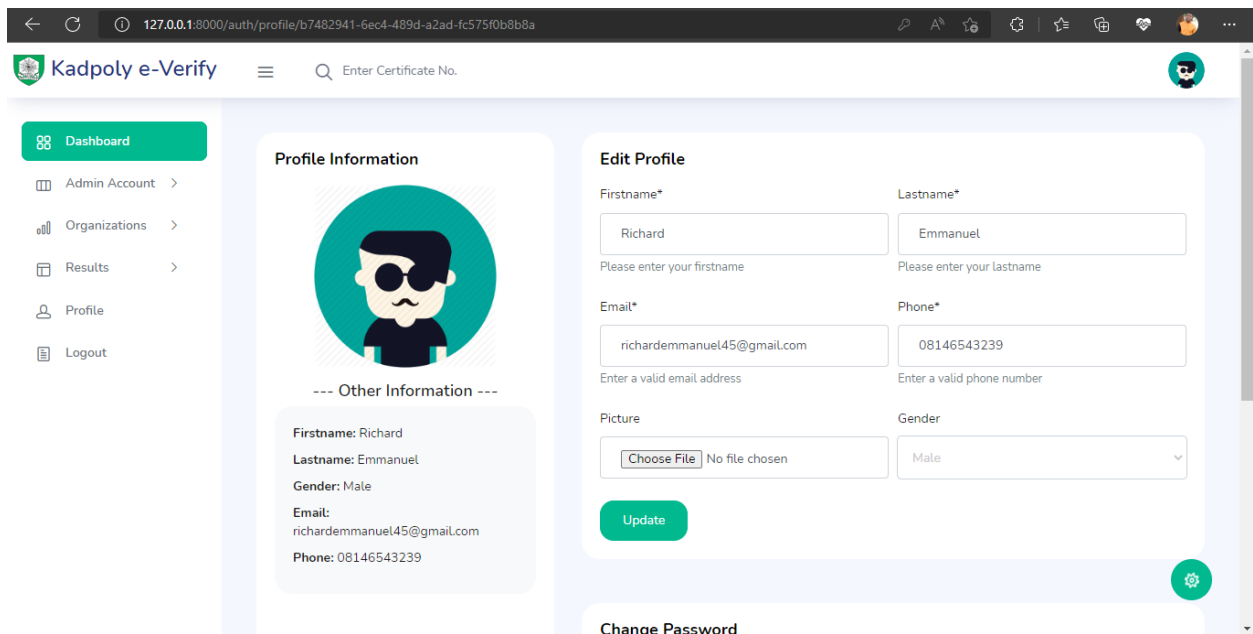 127.0.0.1:8000/auth/profile/b7482941-6ec4-489d-a2ad-fc575f0b8b8a
Kadpoly e-Verify
Enter Certificate No.
Dashboard
Admin Account
Organizations
Results
Profile
Logout
Profile Information
--- Other Information ---
Firstname: Richard
Lastname: Emmanuel
Gender: Male
Email:
richardemmanuel45@gmail.com
Phone: 08146543239
Edit Profile
Firstname* Lastname*
Richard Emmanuel
Please enter your firstname Please enter your lastname
Email* Phone*
richardemmanuel45@gmail.com 08146543239
Enter a valid email address Enter a valid phone number
Picture Gender
Choose File No file chosen Male
Update
Change Password